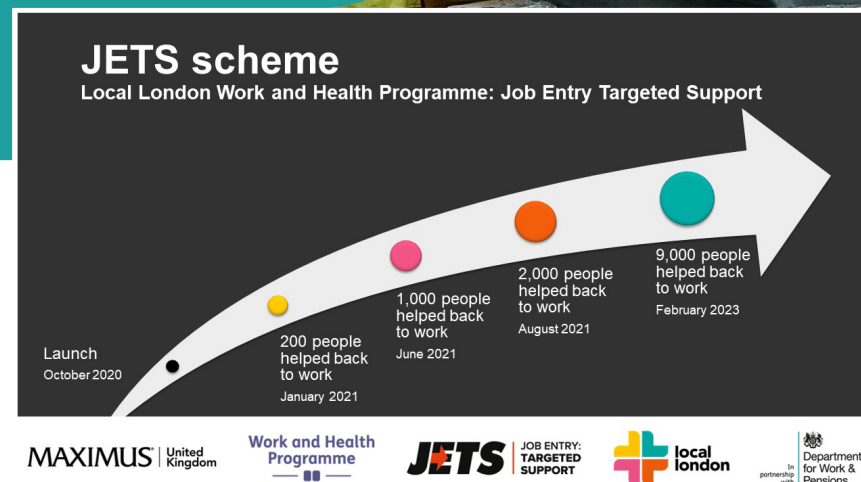 JETS scheme
Local London Work and Health Programme: Job Entry Targeted Support
Launch
October 2020
200 people
helped back
to work
January 2021
1,000 people
helped back
to work
June 2021
2,000 people
helped back
to work
August 2021
9,000 people
helped back
to work
February 2023
MAXIMUS United
Kingdom
Work and Health
Programme
JETS JOB ENTRY:
TARGETED
SUPPORT
local
london
In
partnership
with
Department
for Work &
Pensions